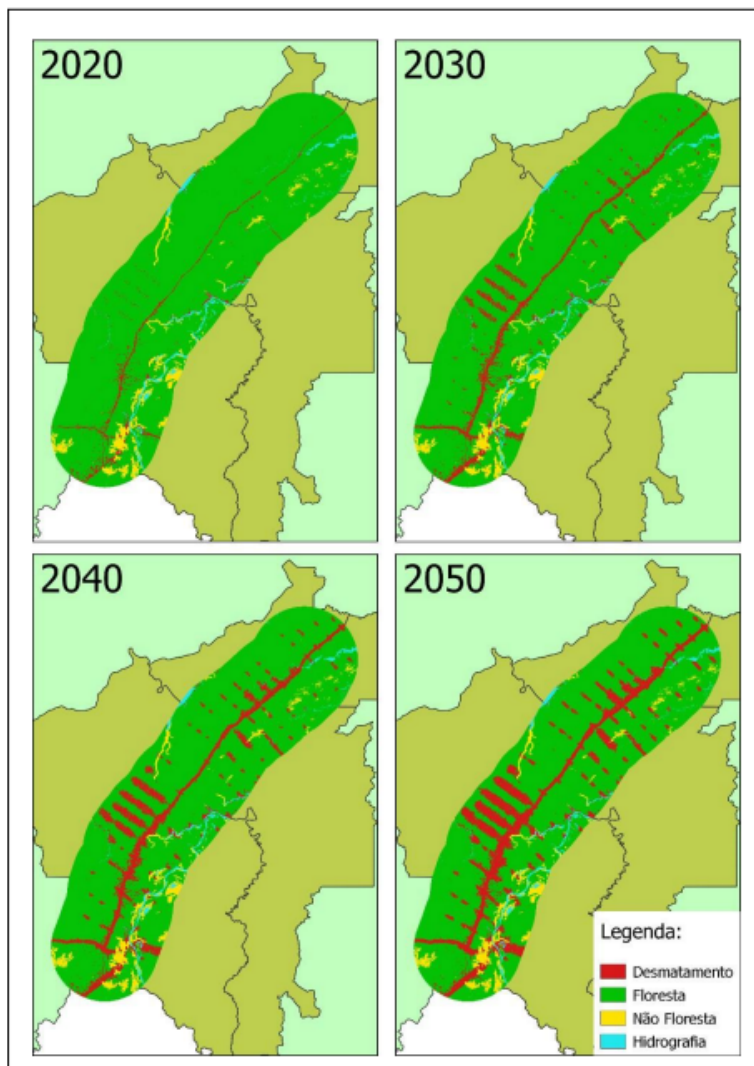 2020
2030
2040
2050
Legenda:
Desmatamento
Floresta
Não Floresta
Hidrografia